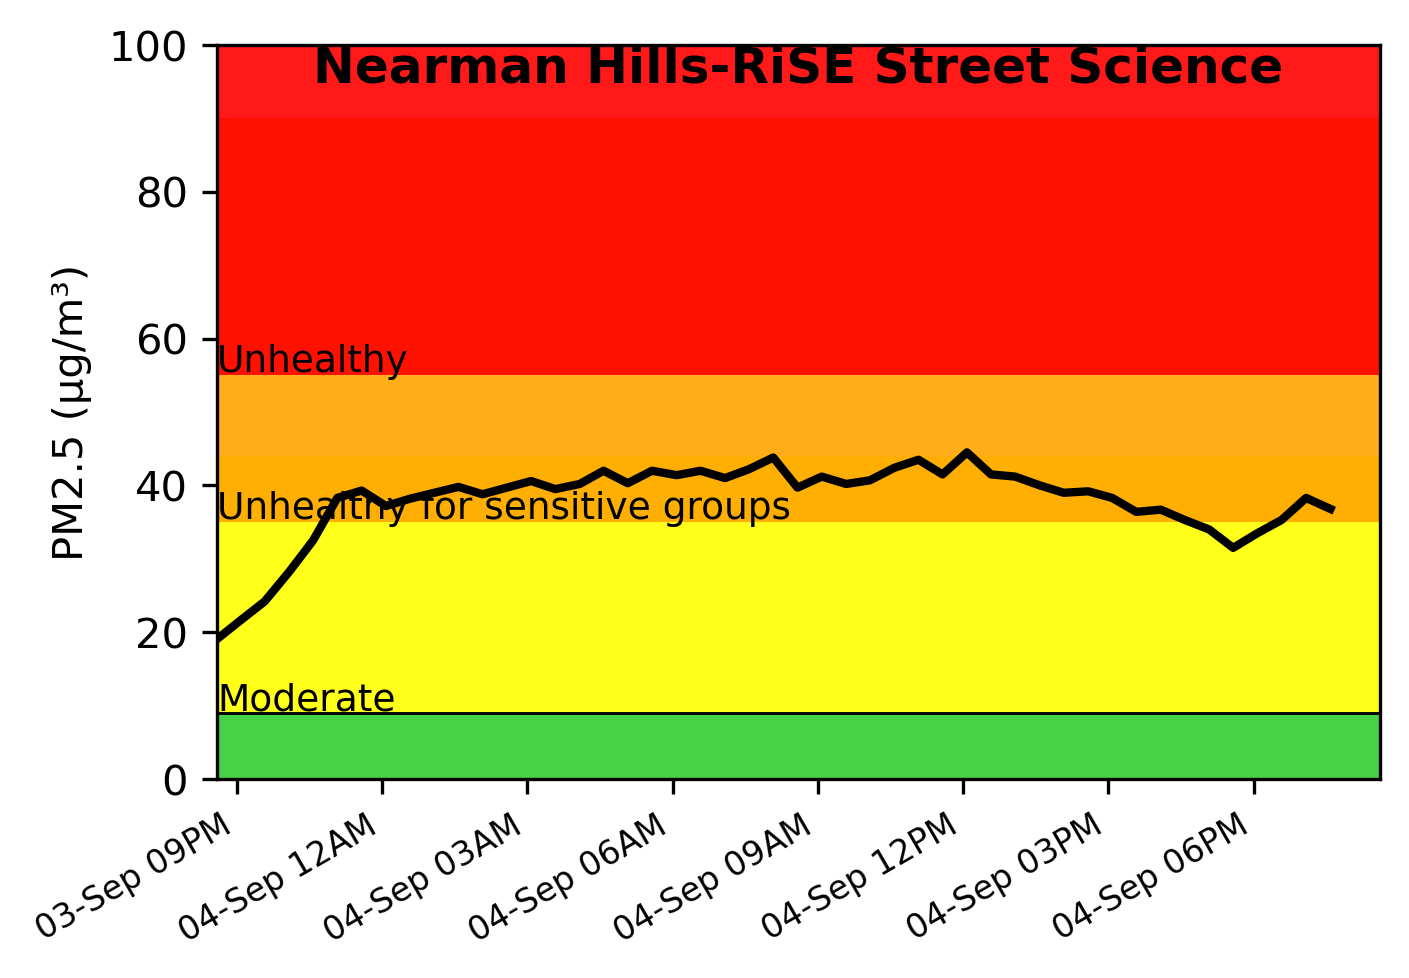 Nearman Hills-RiSE Street Science
100
80
60
40
20
0
PM2.5 (µg/m³)
Unhealthy
Unhealthy for sensitive groups
Moderate
03-Sep 09PM
04-Sep 12AM
04-Sep 03AM
04-Sep 06AM
04-Sep 09AM
04-Sep 12PM
04-Sep 03PM
04-Sep 06PM